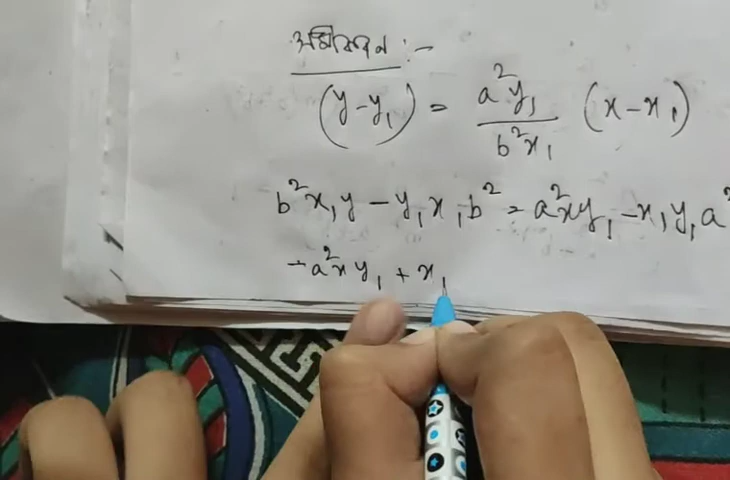 অভিলম্ব :-
(y - y₁) = a²y₁ / b²x₁ (x - x₁)
b²x₁y - y₁x₁b² = a²xy₁ - x₁y₁a²
-a²xy₁ + x₁